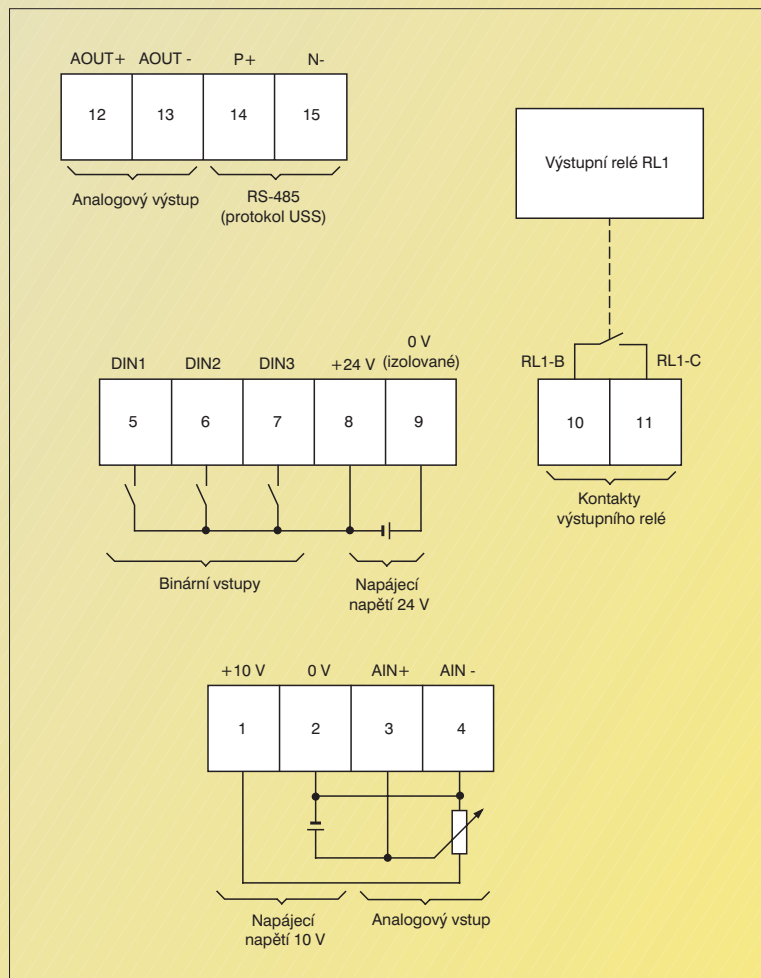 AOUT+ AOUT - P+ N-
12 13 14 15
Analogový výstup
RS-485
(protokol USS)
Výstupní relé RL1
RL1-B RL1-C
10 11
Kontakty
výstupního relé
DIN1 DIN2 DIN3 +24 V 0 V
(izolované)
5 6 7 8 9
Binární vstupy
Napájecí
napětí 24 V
+10 V 0 V AIN+ AIN -
1 2 3 4
Napájecí
napětí 10 V
Analogový vstup